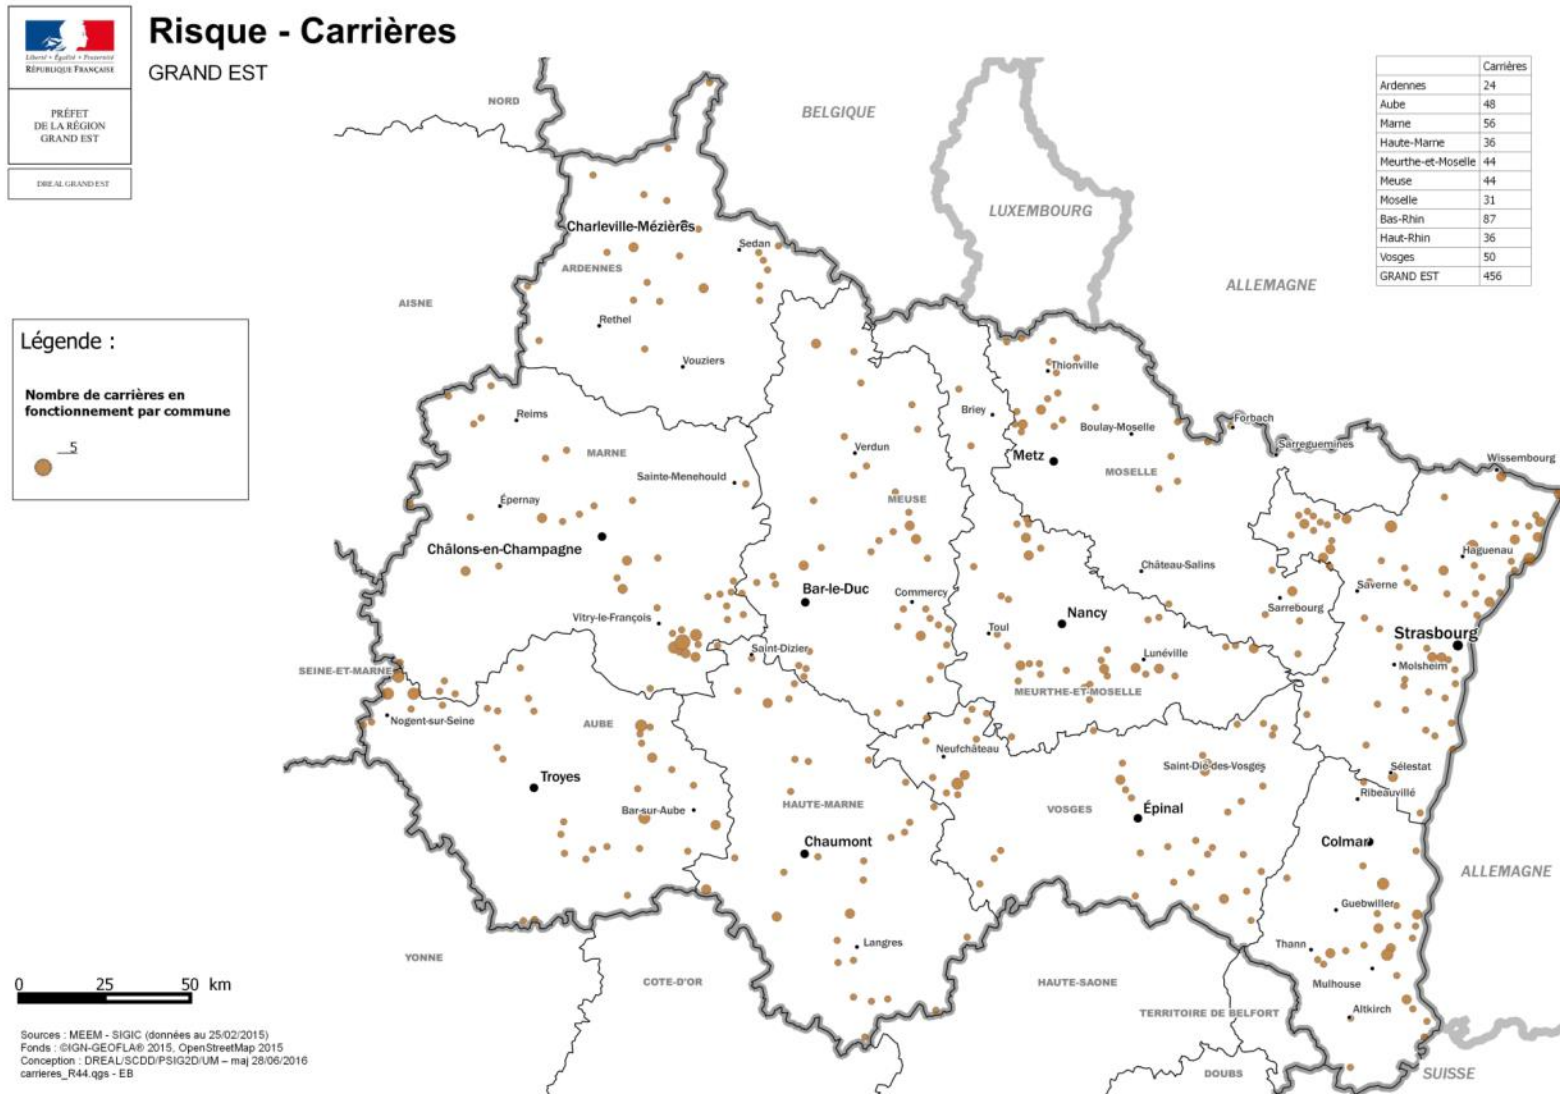 Risque - Carrières
GRAND EST
Liberté • Égalité • Fraternité
RÉPUBLIQUE FRANÇAISE
PRÉFET
DE LA RÉGION
GRAND EST
DREAL GRAND EST
Carrières
Ardennes 24
Aube 48
Marne 56
Haute-Marne 36
Meurthe-et-Moselle 44
Meuse 44
Moselle 31
Bas-Rhin 87
Haut-Rhin 36
Vosges 50
GRAND EST 456
NORD
BELGIQUE
LUXEMBOURG
ALLEMAGNE
Charleville-Mézières
Sedan
ARDENNES
AISNE
Rethel
Vouziers
Légende :
Nombre de carrières en
fonctionnement par commune
5
Thionville
Reims
Briey
Boulay-Moselle
Forbach
Sarreguemines
MARNE
Verdun
Metz
MOSELLE
Wissembourg
Sainte-Menehould
Épernay
MEUSE
Châlons-en-Champagne
Haguenau
Château-Salins
Saverne
Bar-le-Duc
Commercy
Sarrebourg
Vitry-le-François
Nancy
Toul
Strasbourg
Saint-Dizier
Lunéville
Molsheim
SEINE-ET-MARNE
MEURTHE-ET-MOSELLE
Nogent-sur-Seine
AUBE
Neufchâteau
Saint-Dié-des-Vosges
Sélestat
Troyes
Ribeauvillé
Bar-sur-Aube
HAUTE-MARNE
VOSGES
Épinal
Chaumont
Colmar
ALLEMAGNE
Guebwiller
Langres
Thann
YONNE
COTE-D'OR
HAUTE-SAONE
Mulhouse
TERRITOIRE DE BELFORT
Altkirch
DOUBS
SUISSE
0 25 50 km
Sources : MEEM - SIGIC (données au 25/02/2015)
Fonds : ©IGN-GEOFLA® 2015, OpenStreetMap 2015
Conception : DREAL/SCDD/PSIG2D/UM – maj 28/06/2016
carrieres_R44.qgs - EB